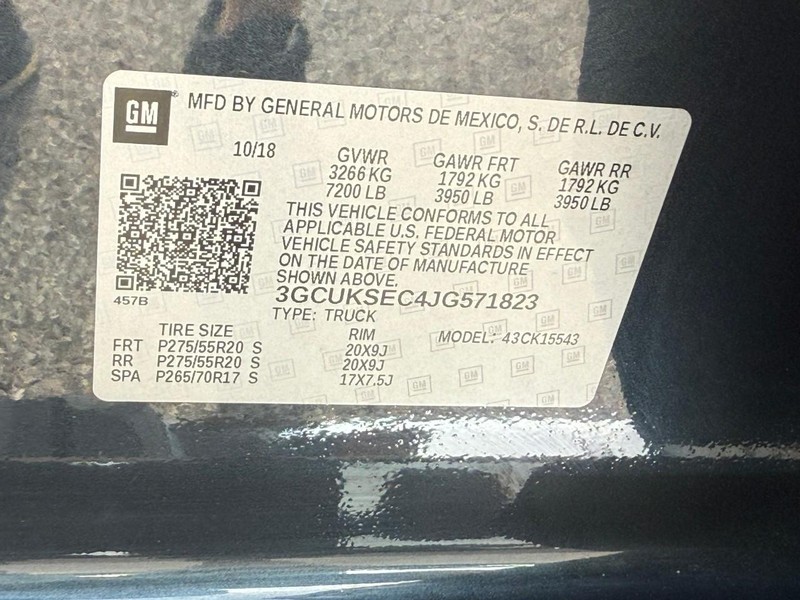 GM
MFD BY GENERAL MOTORS DE MEXICO, S. DE R.L. DE C.V.
10/18 GVWR GAWR FRT GAWR RR
3266 KG 1792 KG 1792 KG
7200 LB 3950 LB 3950 LB
THIS VEHICLE CONFORMS TO ALL
APPLICABLE U.S. FEDERAL MOTOR
VEHICLE SAFETY STANDARDS IN EFFECT
ON THE DATE OF MANUFACTURE
SHOWN ABOVE.
457B
3GCUKSEC4JG571823
TYPE: TRUCK
TIRE SIZE RIM MODEL: 43CK15543
FRT P275/55R20 S 20X9J
RR P275/55R20 S 20X9J
SPA P265/70R17 S 17X7.5J